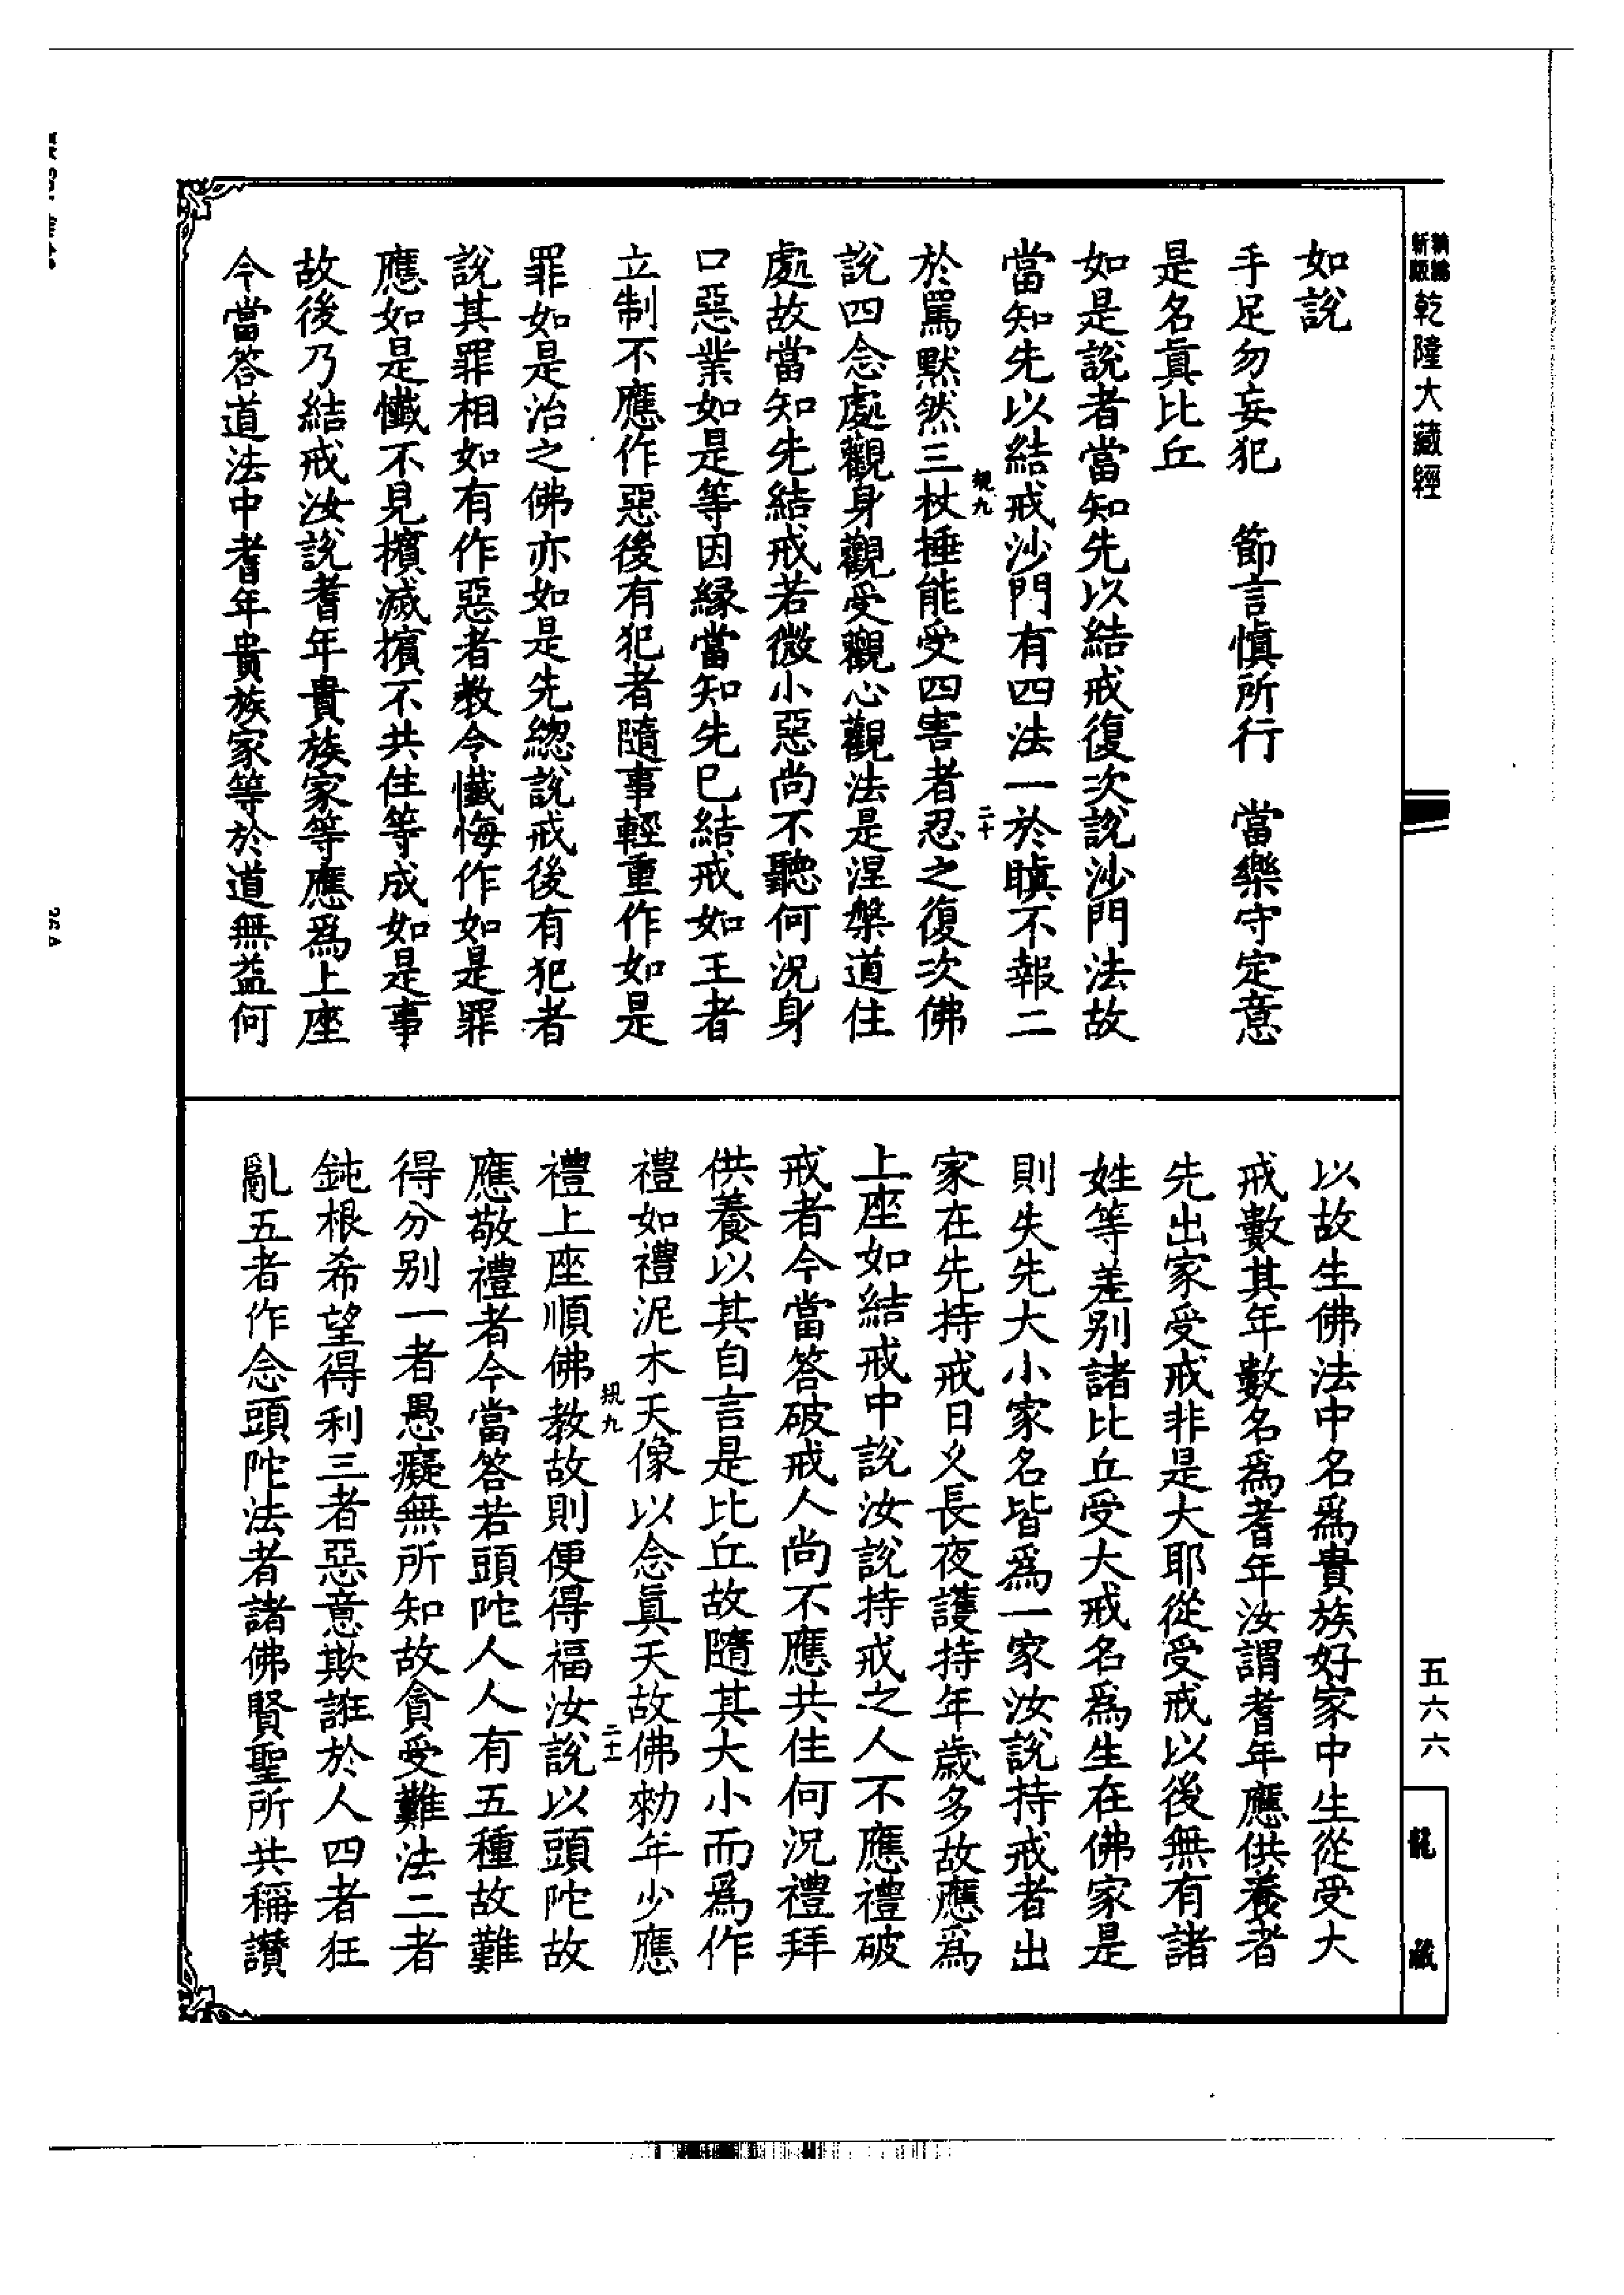 新編
新版
乾隆大藏經
如說
手足勿妄犯　節言慎所行　當樂守定意
是名眞比丘
如是說者當知先以結戒復次說沙門法故
當知先以結戒沙門有四法一於瞋不報二
於罵默然三杖捶能受四害者忍之復次佛
說四念處觀身觀受觀心觀法是涅槃道住
處故當知先結戒若微小惡尚不聽何況身
口惡業如是等因緣當知先已結戒如王者
立制不應作惡後有犯者隨事輕重作如是
罪如是治之佛亦如是先總說戒後有犯者
說其罪相如有作惡者教令懺悔作如是罪
應如是懺不見擯滅擯不共住等成如是事
故後乃結戒汝說耆年貴族家等應爲上座
今當答道法中耆年貴族家等於道無益何
規九
二十
以故生佛法中名爲貴族好家中生從受大
戒數其年數名爲耆年汝謂耆年應供養者
先出家受戒非是大耶從受戒以後無有諸
姓等差别諸比丘受大戒名爲生在佛家是
則失先大小家名皆爲一家汝說持戒者出
家在先持戒日久長夜護持年歲多故應爲
上座如結戒中說汝說持戒之人不應禮破
戒者今當答破戒人尚不應共住何況禮拜
供養以其自言是比丘故隨其大小而爲作
禮如禮泥木天像以念眞天故佛勑年少應
禮上座順佛教故則便得福汝說以頭陀故
應敬禮者今當答若頭陀人人有五種故難
得分别一者愚癡無所知故貪受難法二者
鈍根希望得利三者惡意欺誑於人四者狂
亂五者作念頭陀法者諸佛賢聖所共稱讚
規九
二十一
五六六
龍藏